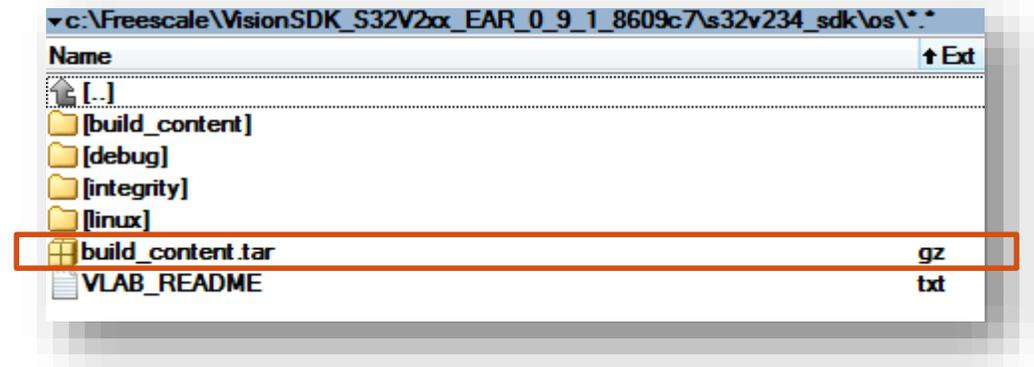 c:\Freescale\VisionSDK_S32V2xx_EAR_0_9_1_8609c7\s32v234_sdk\os\*.*
Name Ext
[..]
[build_content]
[debug]
[integrity]
[linux]
build_content.tar gz
VLAB_README txt